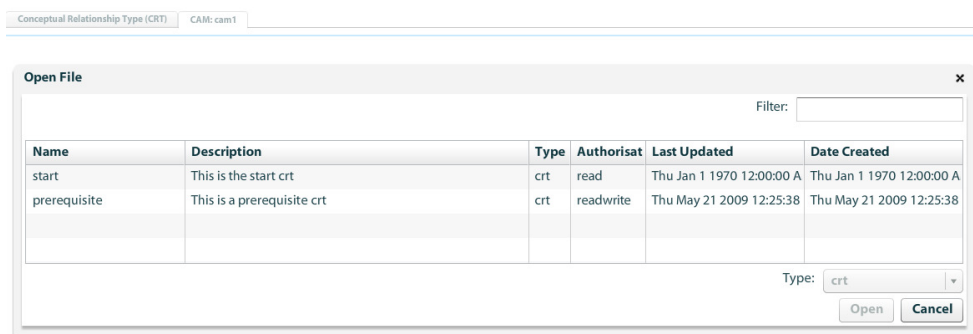 Conceptual Relationship Type (CRT) CAM: cam1
Open File ×
Filter:
Name Description Type Authorisat Last Updated Date Created
start This is the start crt crt read Thu Jan 1 1970 12:00:00 A Thu Jan 1 1970 12:00:00 A
prerequisite This is a prerequisite crt crt readwrite Thu May 21 2009 12:25:38 Thu May 21 2009 12:25:38
Type: crt
Open Cancel